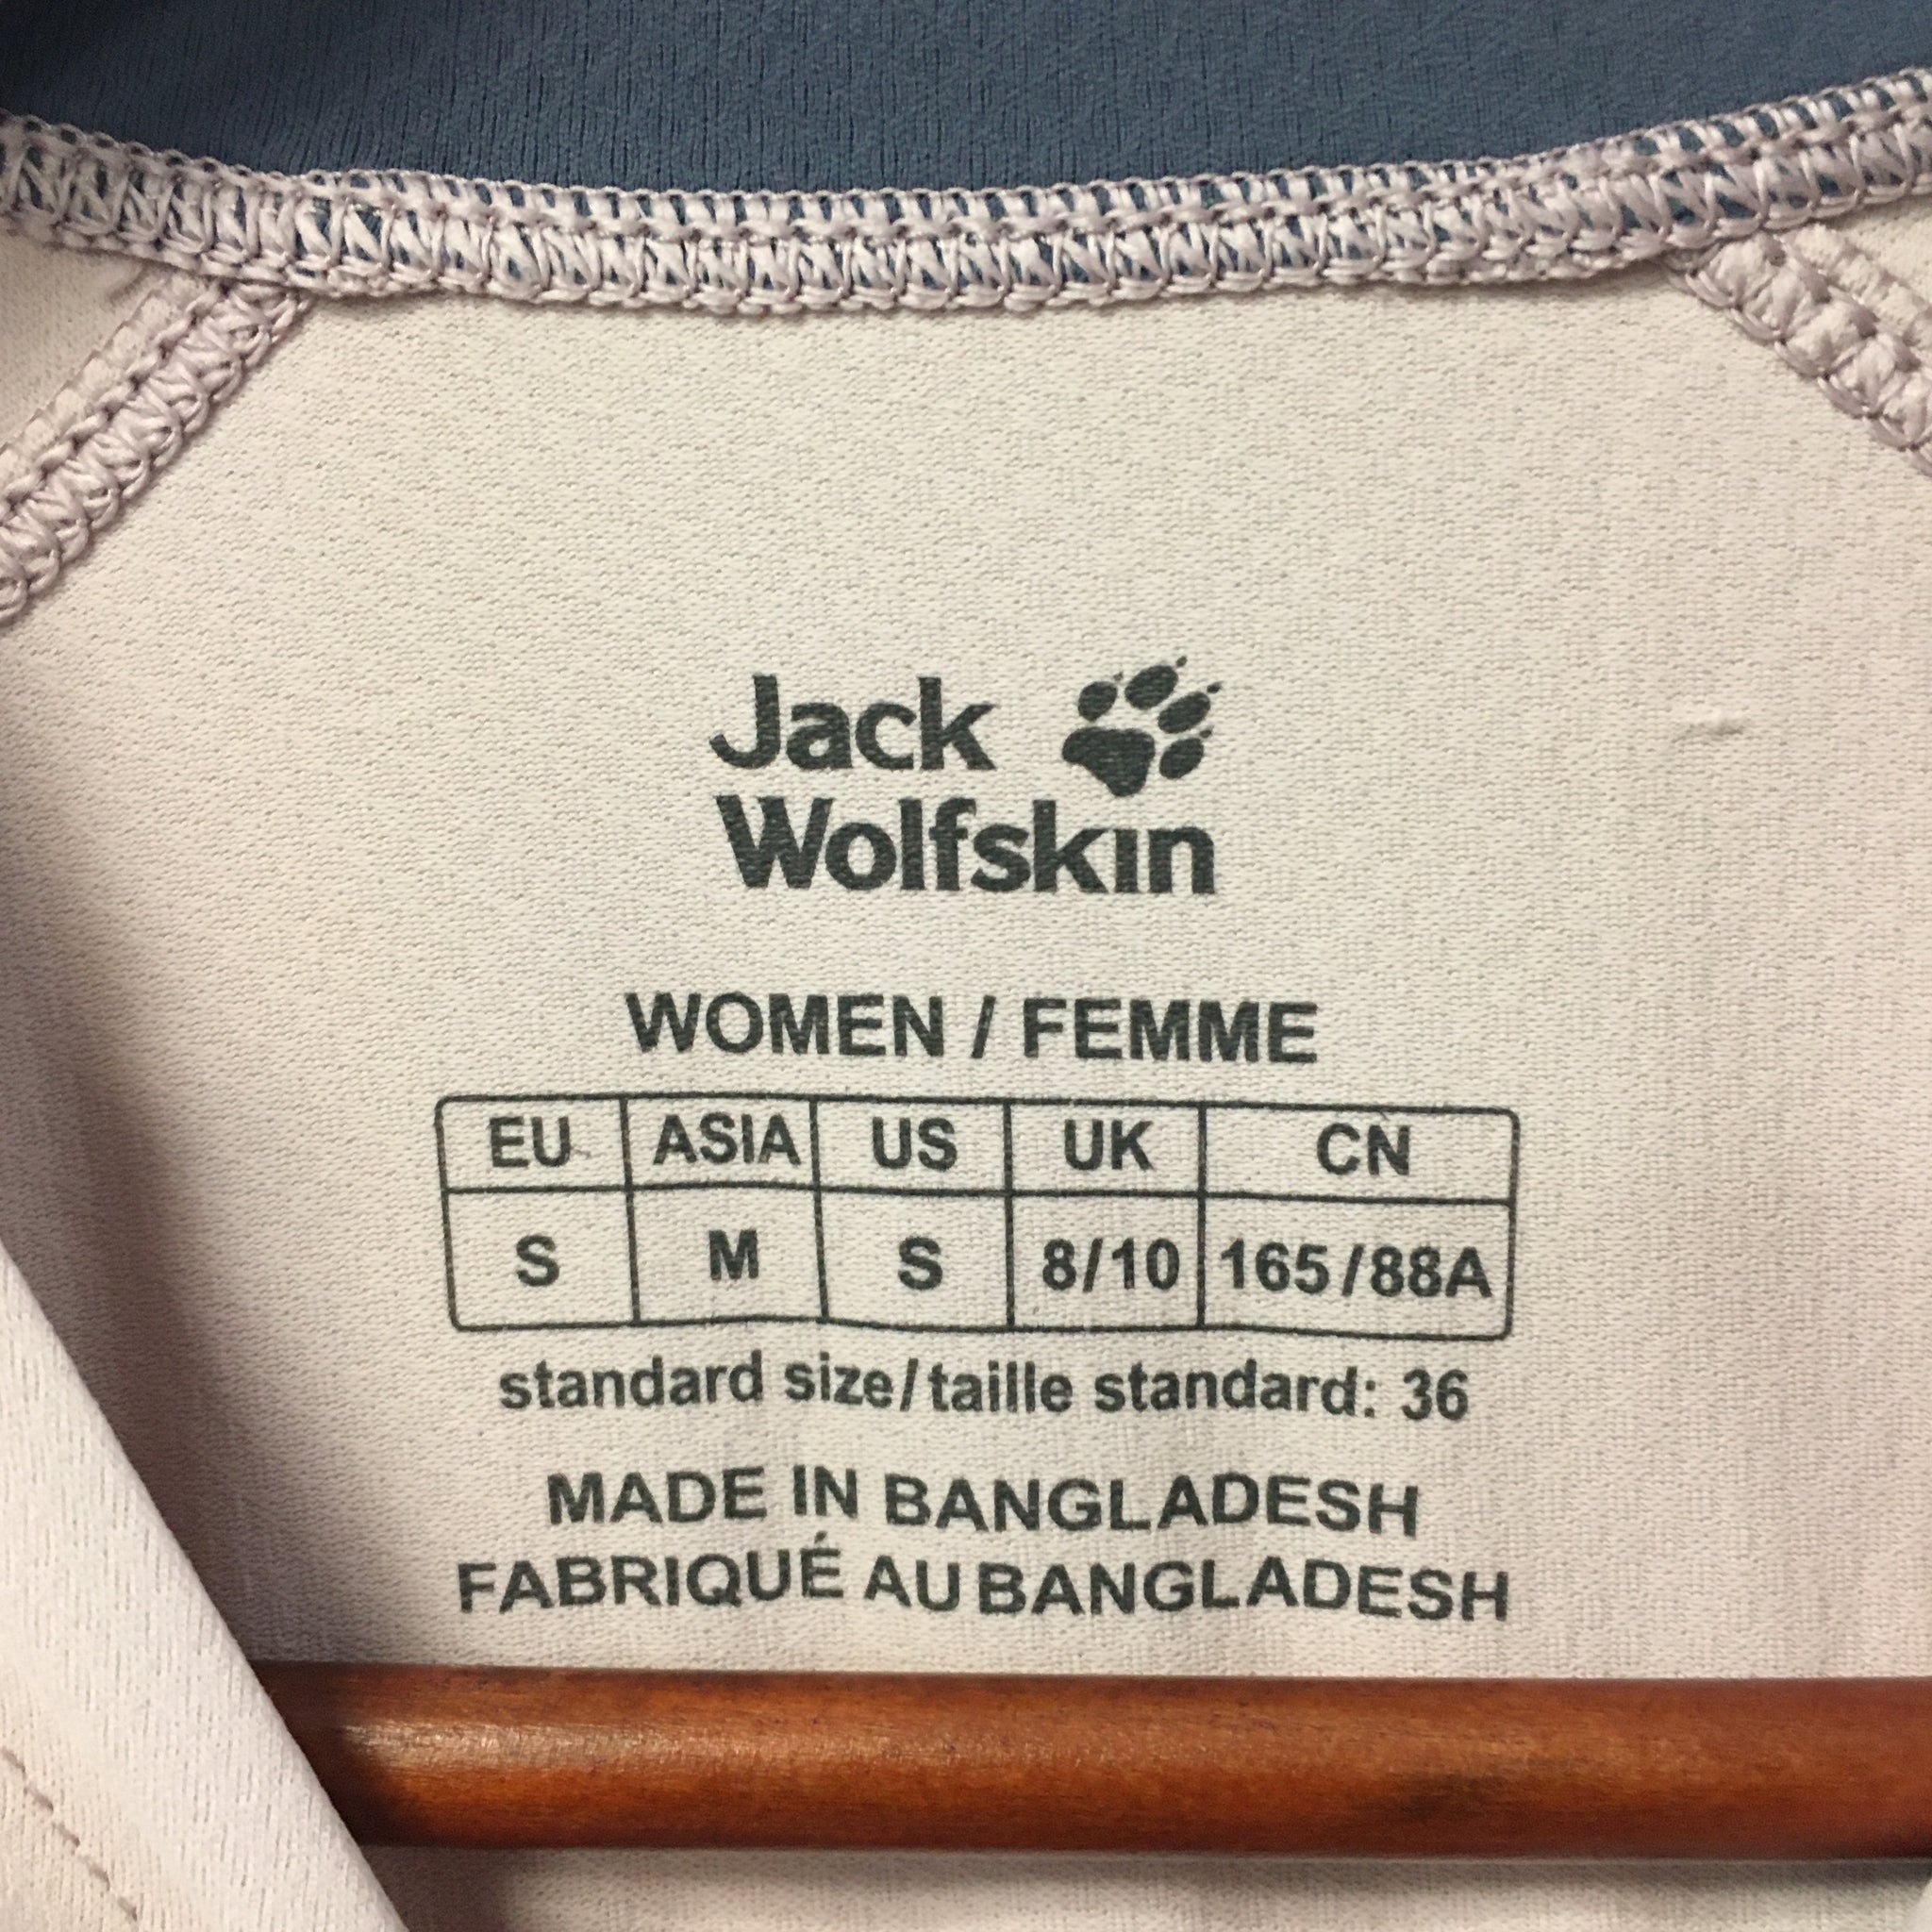 Jack
Wolfskin
WOMEN / FEMME
EU ASIA US UK CN
S M S 8/10 165/88A
standard size/taille standard: 36
MADE IN BANGLADESH
FABRIQUÉ AU BANGLADESH